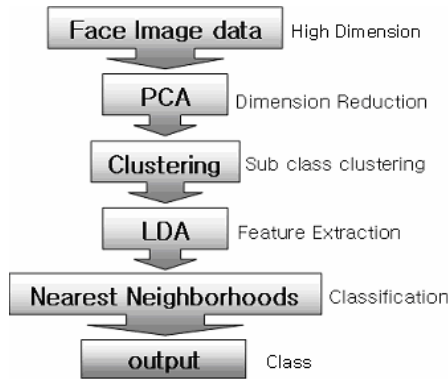 Face Image data High Dimension
PCA Dimension Reduction
Clustering Sub class clustering
LDA Feature Extraction
Nearest Neighborhoods Classification
output Class